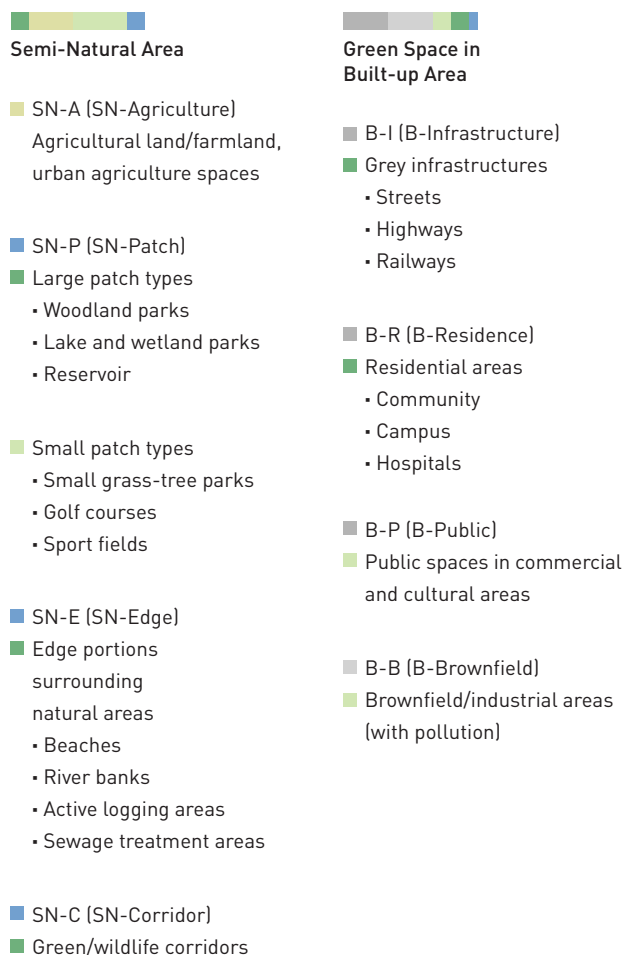 Semi-Natural Area
SN-A (SN-Agriculture)
Agricultural land/farmland,
urban agriculture spaces
SN-P (SN-Patch)
Large patch types
▪ Woodland parks
▪ Lake and wetland parks
▪ Reservoir
Small patch types
▪ Small grass-tree parks
▪ Golf courses
▪ Sport fields
SN-E (SN-Edge)
Edge portions
surrounding
natural areas
▪ Beaches
▪ River banks
▪ Active logging areas
▪ Sewage treatment areas
SN-C (SN-Corridor)
Green/wildlife corridors
Green Space in
Built-up Area
B-I (B-Infrastructure)
Grey infrastructures
▪ Streets
▪ Highways
▪ Railways
B-R (B-Residence)
Residential areas
▪ Community
▪ Campus
▪ Hospitals
B-P (B-Public)
Public spaces in commercial
and cultural areas
B-B (B-Brownfield)
Brownfield/industrial areas
(with pollution)